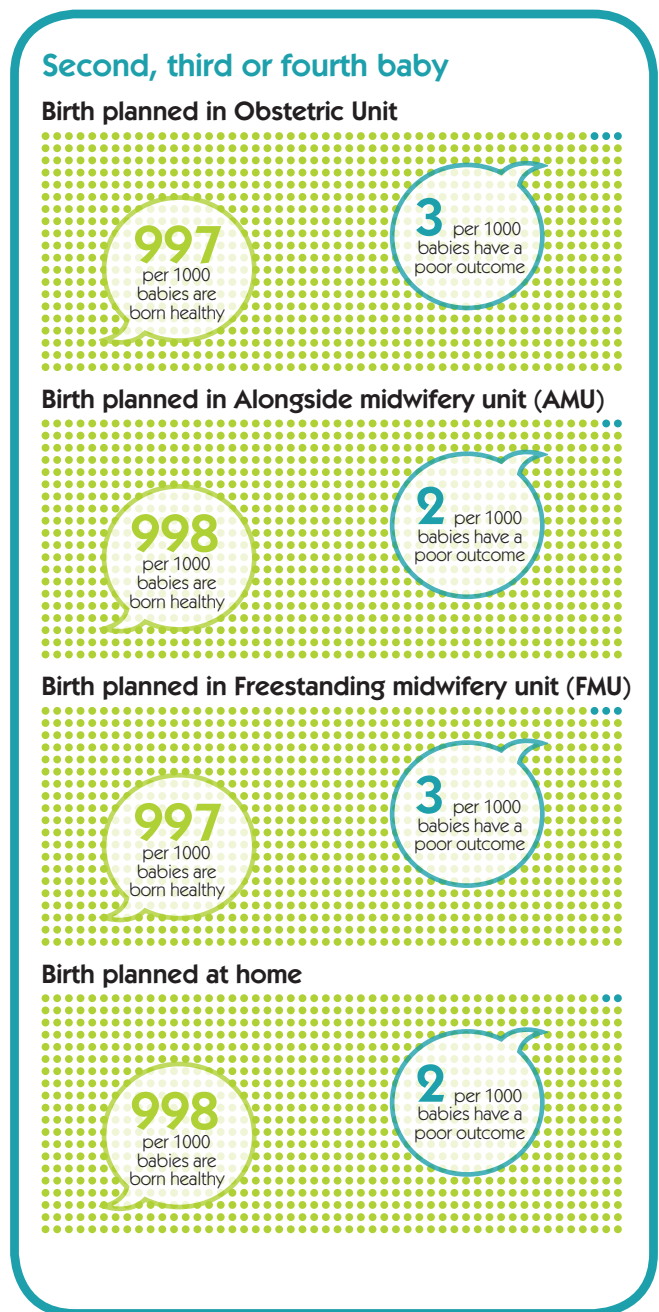 Second, third or fourth baby
Birth planned in Obstetric Unit
997
per 1000
babies are
born healthy
3 per 1000
babies have a
poor outcome
Birth planned in Alongside midwifery unit (AMU)
998
per 1000
babies are
born healthy
2 per 1000
babies have a
poor outcome
Birth planned in Freestanding midwifery unit (FMU)
997
per 1000
babies are
born healthy
3 per 1000
babies have a
poor outcome
Birth planned at home
998
per 1000
babies are
born healthy
2 per 1000
babies have a
poor outcome